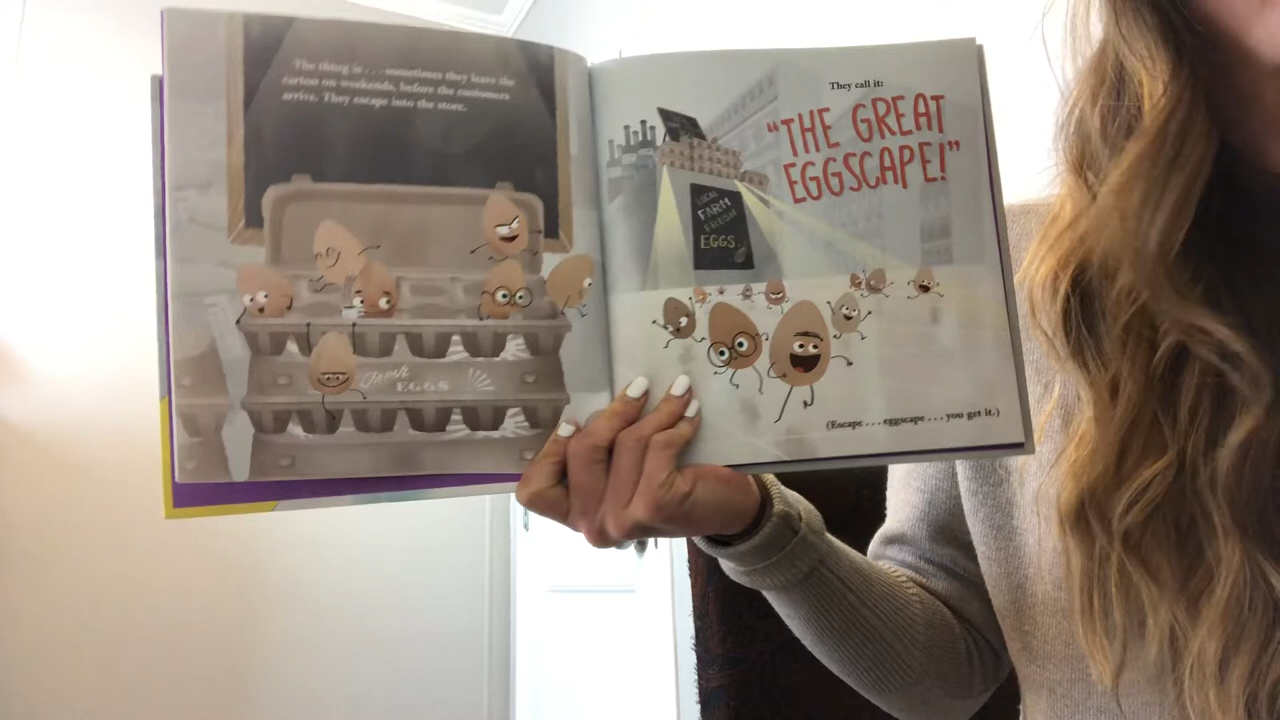 The thing is . . . sometimes they leave the
carton on weekends, before the customers
arrive. They escape into the store.
Fresh
EGGS
They call it:
"THE GREAT
EGGSCAPE!"
LOCAL
FARM
FRESH
EGGS
(Escape . . . eggscape . . . you get it.)